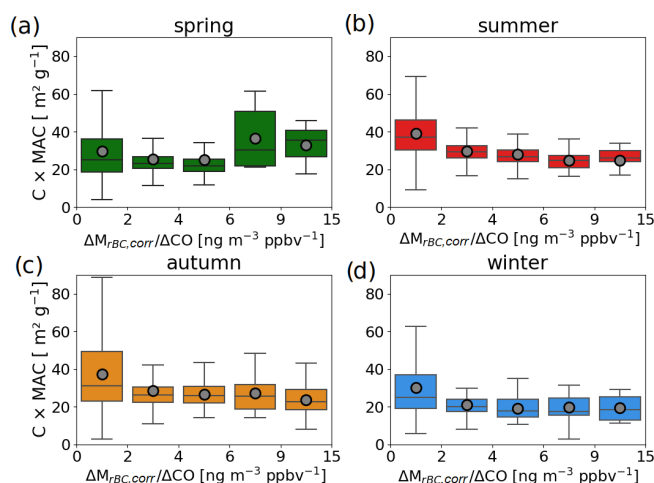 (a) spring
C × MAC [ m² g⁻¹]
80
60
40
20
0
0 2 4 6 9 15
ΔM_rBC,corr/ΔCO [ng m⁻³ ppbv⁻¹]
(b) summer
80
60
40
20
0
0 2 4 6 9 15
ΔM_rBC,corr/ΔCO [ng m⁻³ ppbv⁻¹]
(c) autumn
C × MAC [ m² g⁻¹]
80
60
40
20
0
0 2 4 6 9 15
ΔM_rBC,corr/ΔCO [ng m⁻³ ppbv⁻¹]
(d) winter
80
60
40
20
0
0 2 4 6 9 15
ΔM_rBC,corr/ΔCO [ng m⁻³ ppbv⁻¹]